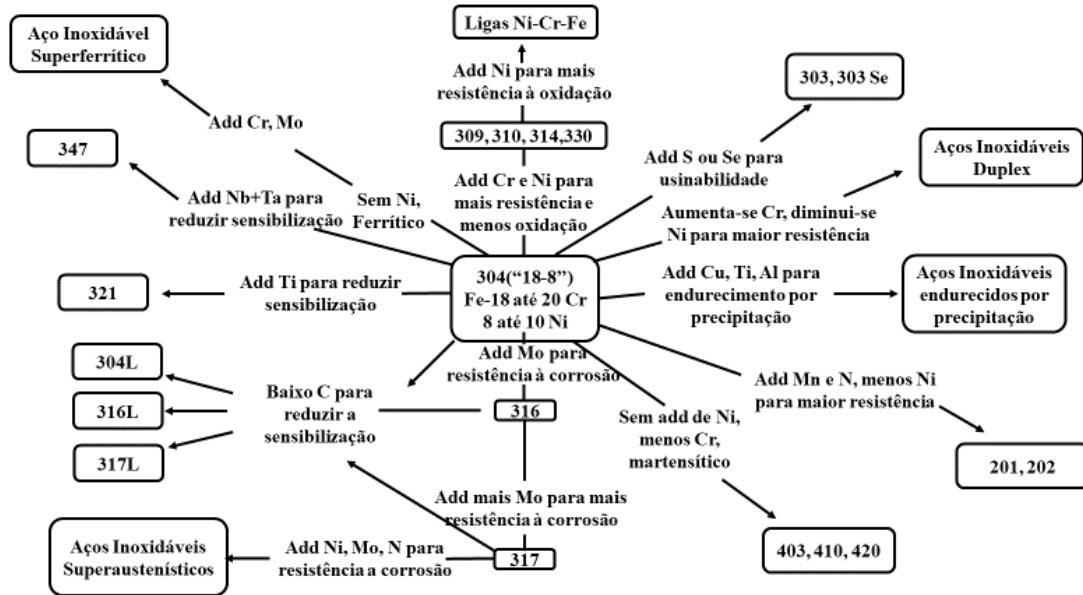 Aço Inoxidável
Superferrítico
Ligas Ni-Cr-Fe
Add Ni para mais
resistência à oxidação
303, 303 Se
Add Cr, Mo
309, 310, 314,330
347
Aços Inoxidáveis
Duplex
Add S ou Se para
usinabilidade
Add Nb+Ta para
reduzir sensibilização
Sem Ni,
Ferrítico
Add Cr e Ni para
mais resistência e
menos oxidação
Aumenta-se Cr, diminui-se
Ni para maior resistência
321
Add Ti para reduzir
sensibilização
304(“18-8”)
Fe-18 até 20 Cr
8 até 10 Ni
Add Cu, Ti, Al para
endurecimento por
precipitação
Aços Inoxidáveis
endurecidos por
precipitação
304L
316L
317L
Baixo C para
reduzir a
sensibilização
Add Mo para
resistência à corrosão
316
Add Mn e N, menos Ni
para maior resistência
Sem add de Ni,
menos Cr,
martensítico
201, 202
Add mais Mo para mais
resistência à corrosão
Aços Inoxidáveis
Superaustenísticos
Add Ni, Mo, N para
resistência a corrosão
317
403, 410, 420